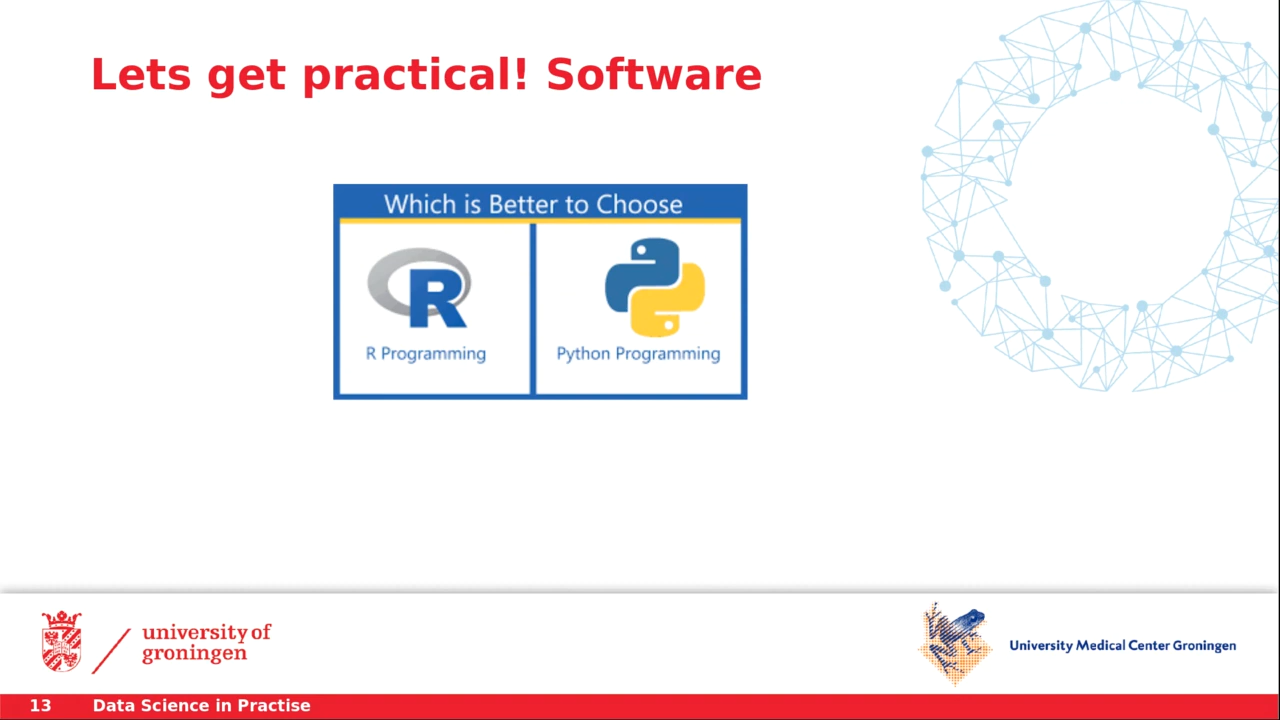 Lets get practical! Software
Which is Better to Choose
R
R Programming
Python Programming
university of
groningen
University Medical Center Groningen
13
Data Science in Practise